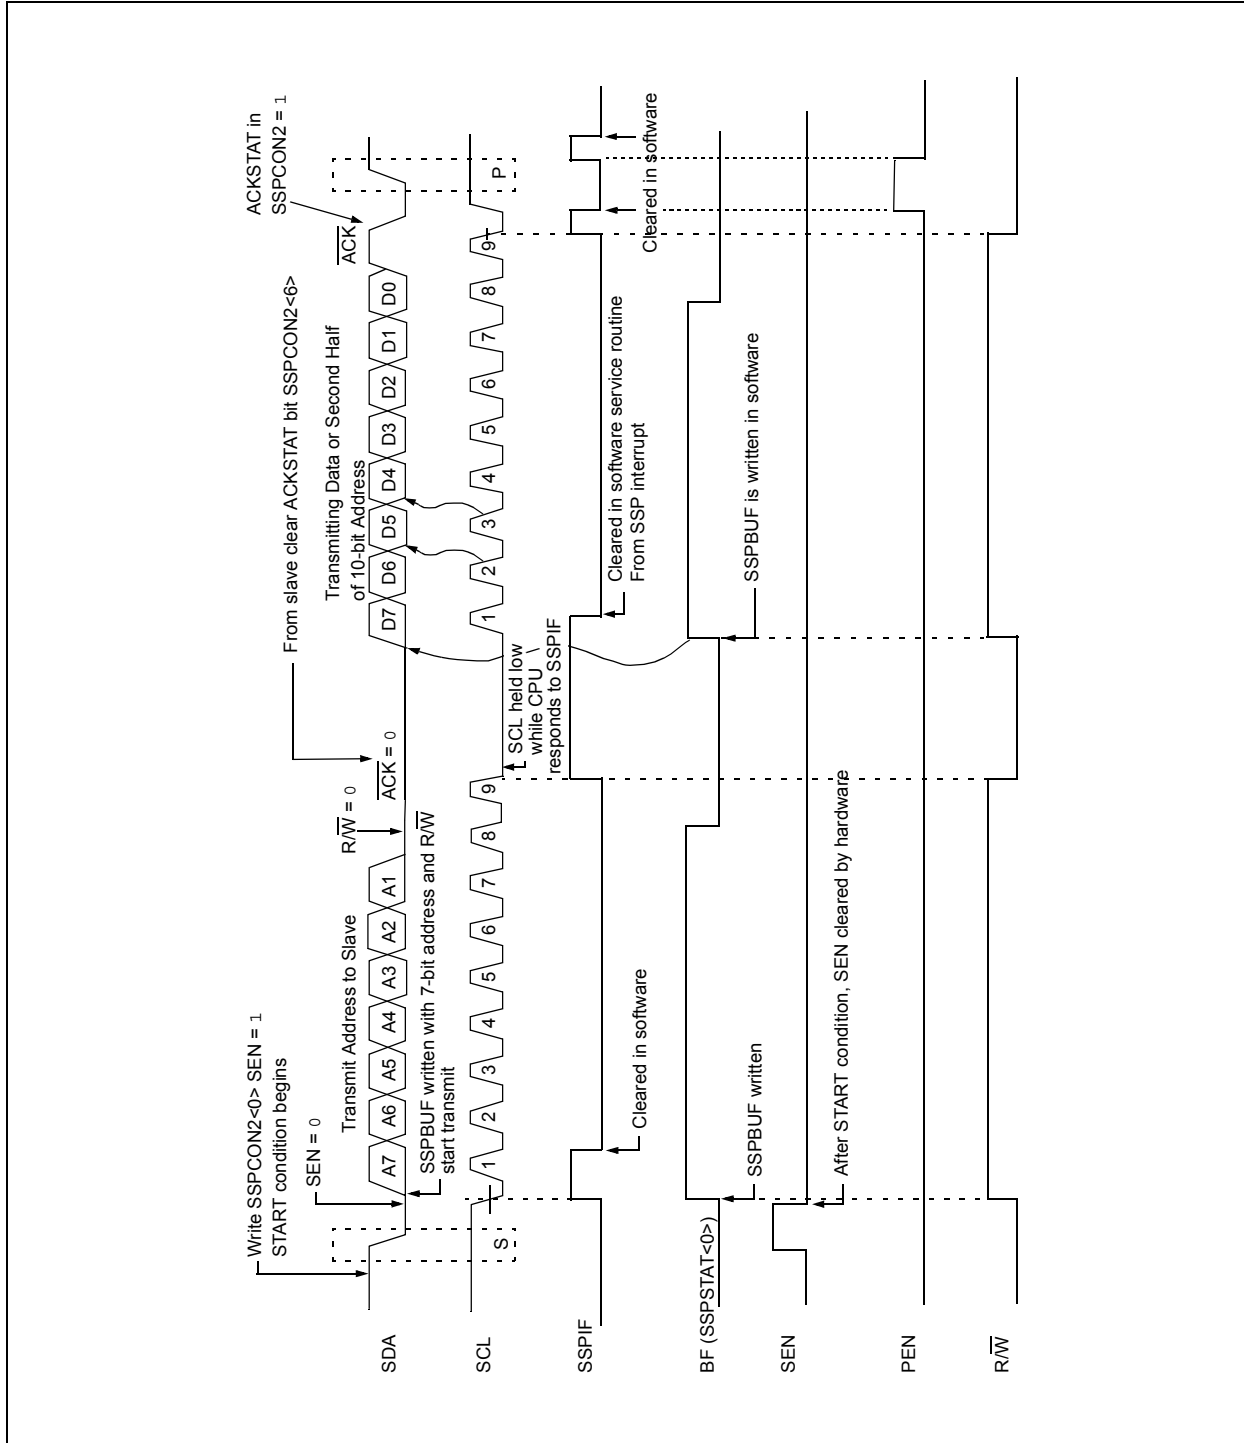 Write SSPCON2<0> SEN = 1
START condition begins
SEN = 0
Transmit Address to Slave
R/W = 0
From slave clear ACKSTAT bit SSPCON2<6>
ACK = 0
Transmitting Data or Second Half
of 10-bit Address
ACKSTAT in
SSPCON2 = 1
ACK
SDA
A7 A6 A5 A4 A3 A2 A1
D7 D6 D5 D4 D3 D2 D1 D0
SSPBUF written with 7-bit address and R/W
start transmit
SCL
S
1 2 3 4 5 6 7 8 9
1 2 3 4 5 6 7 8 9
P
SCL held low
while CPU
responds to SSPIF
SSPIF
Cleared in software
Cleared in software service routine
From SSP interrupt
Cleared in software
BF (SSPSTAT<0>)
SSPBUF written
SSPBUF is written in software
SEN
After START condition, SEN cleared by hardware
PEN
R/W